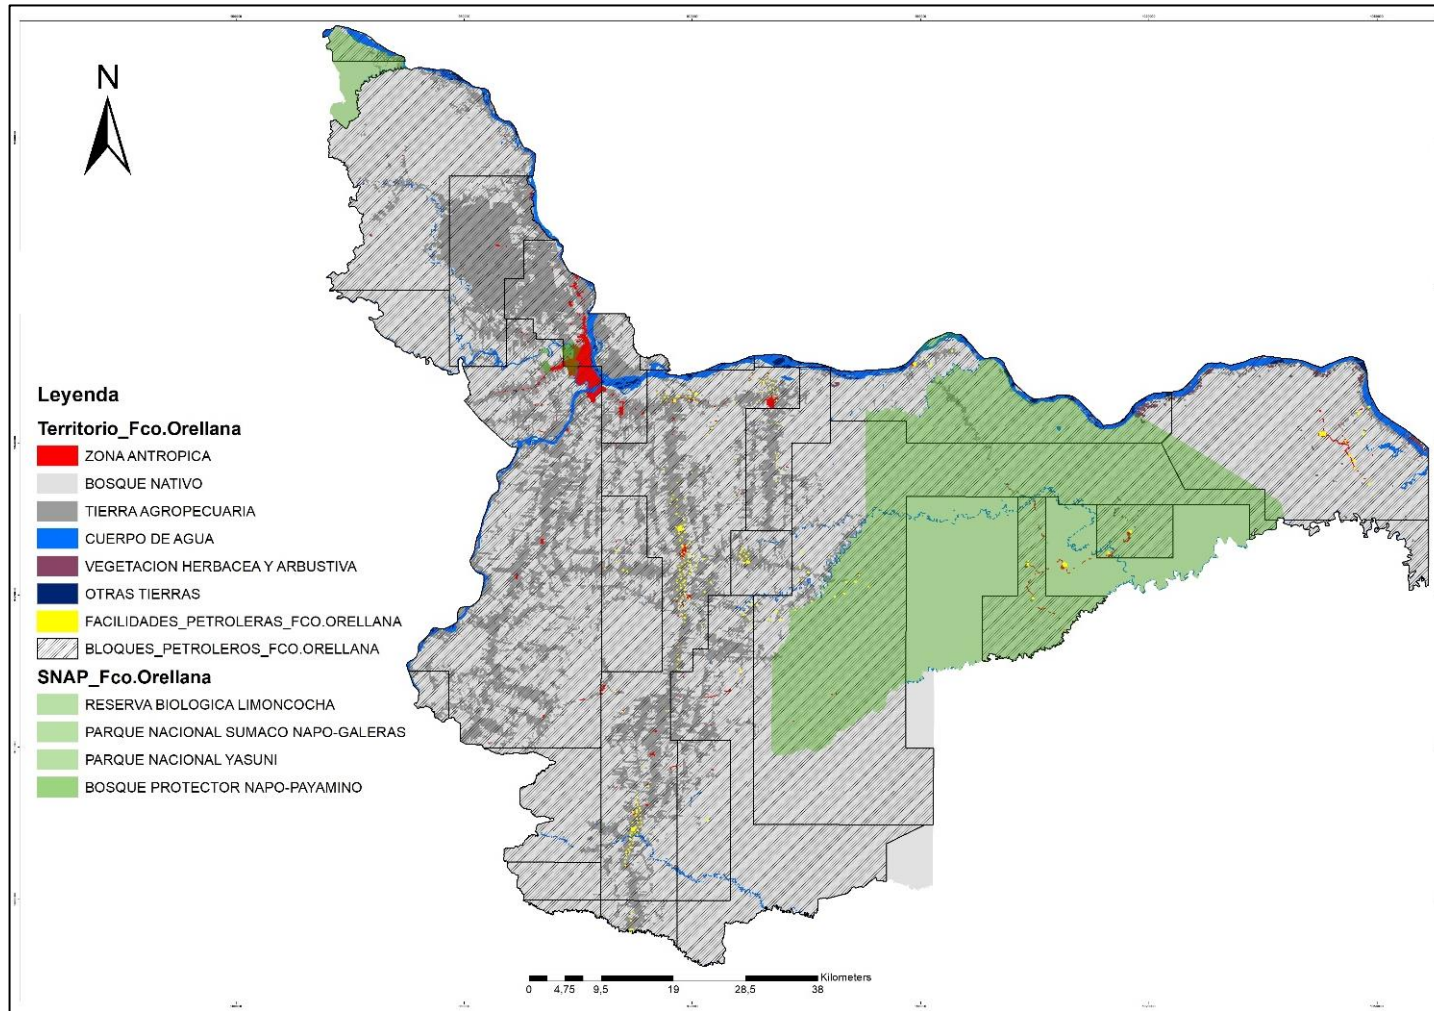 N
Leyenda
Territorio_Fco.Orellana
ZONA ANTROPICA
BOSQUE NATIVO
TIERRA AGROPECUARIA
CUERPO DE AGUA
VEGETACION HERBACEA Y ARBUSTIVA
OTRAS TIERRAS
FACILIDADES_PETROLERAS_FCO.ORELLANA
BLOQUES_PETROLEROS_FCO.ORELLANA
SNAP_Fco.Orellana
RESERVA BIOLOGICA LIMONCOCHA
PARQUE NACIONAL SUMACO NAPO-GALERAS
PARQUE NACIONAL YASUNI
BOSQUE PROTECTOR NAPO-PAYAMINO
Kilometers
0 4,75 9,5 19 28,5 38